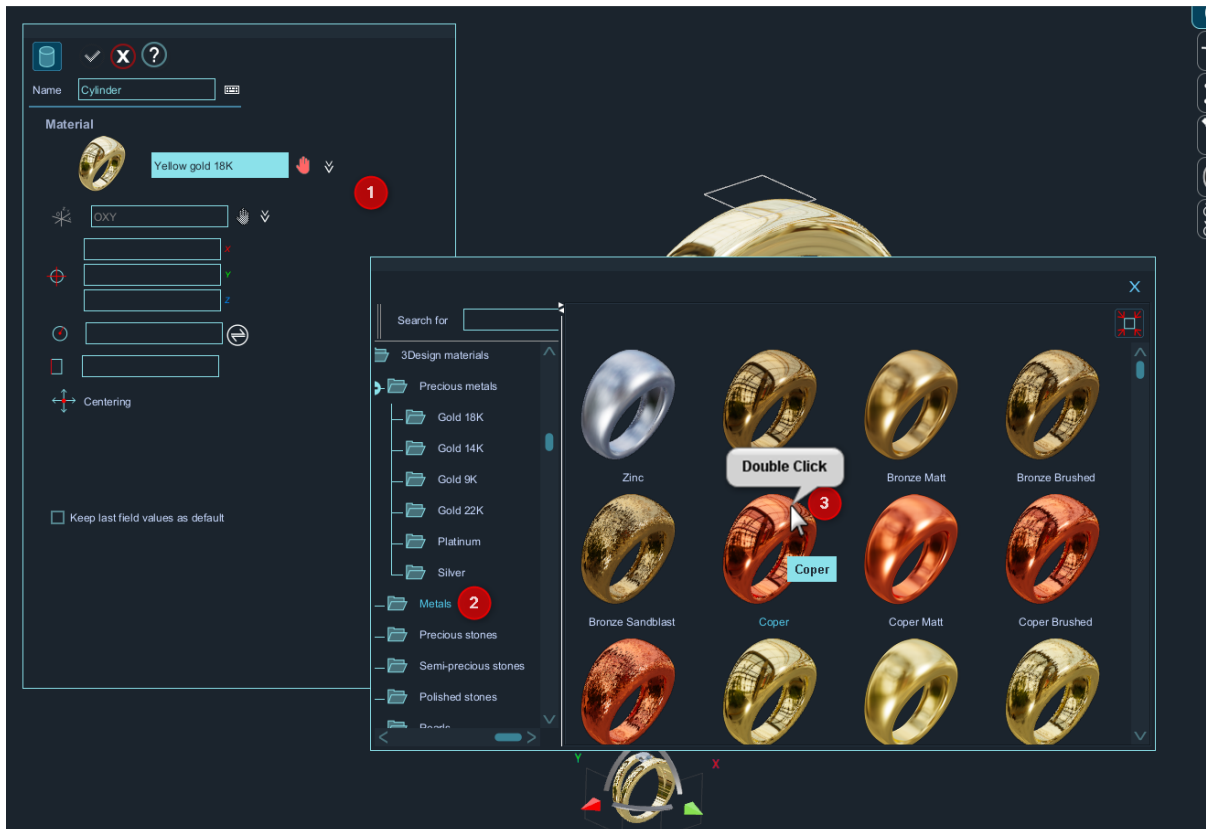 X ?
Name Cylinder
Material
Yellow gold 18K
1
OXY
X
Y
Z
Centering
Keep last field values as default
X
Search for
3Design materials
Precious metals
Gold 18K
Gold 14K
Gold 9K
Gold 22K
Platinum
Silver
Metals 2
Precious stones
Semi-precious stones
Polished stones
Pearls
Double Click
Zinc
Bronze Matt
Bronze Brushed
3
Coper
Bronze Sandblast
Coper
Coper Matt
Coper Brushed
Y
X